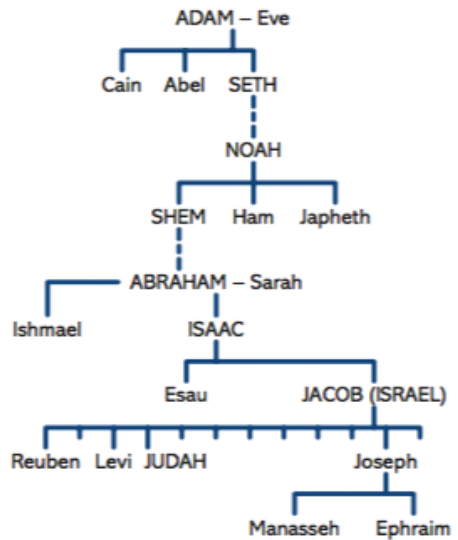 ADAM – Eve
Cain Abel SETH
NOAH
SHEM Ham Japheth
ABRAHAM – Sarah
Ishmael ISAAC
Esau JACOB (ISRAEL)
Reuben Levi JUDAH Joseph
Manasseh Ephraim